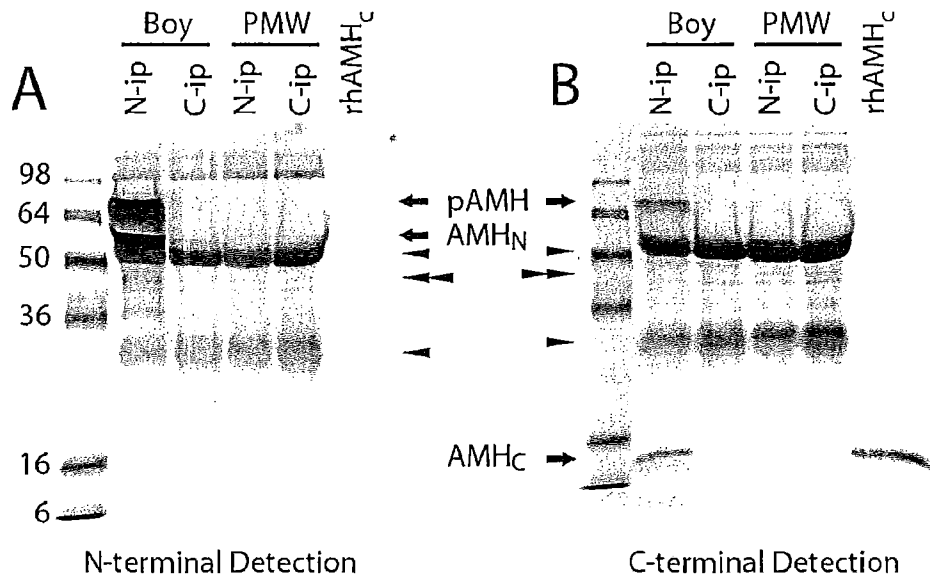 A
Boy
PMW
N-ip
C-ip
N-ip
C-ip
rhAMHC
98
64
50
36
16
6
N-terminal Detection
pAMH
AMHN
AMHC
B
Boy
PMW
N-ip
C-ip
N-ip
C-ip
rhAMHC
C-terminal Detection